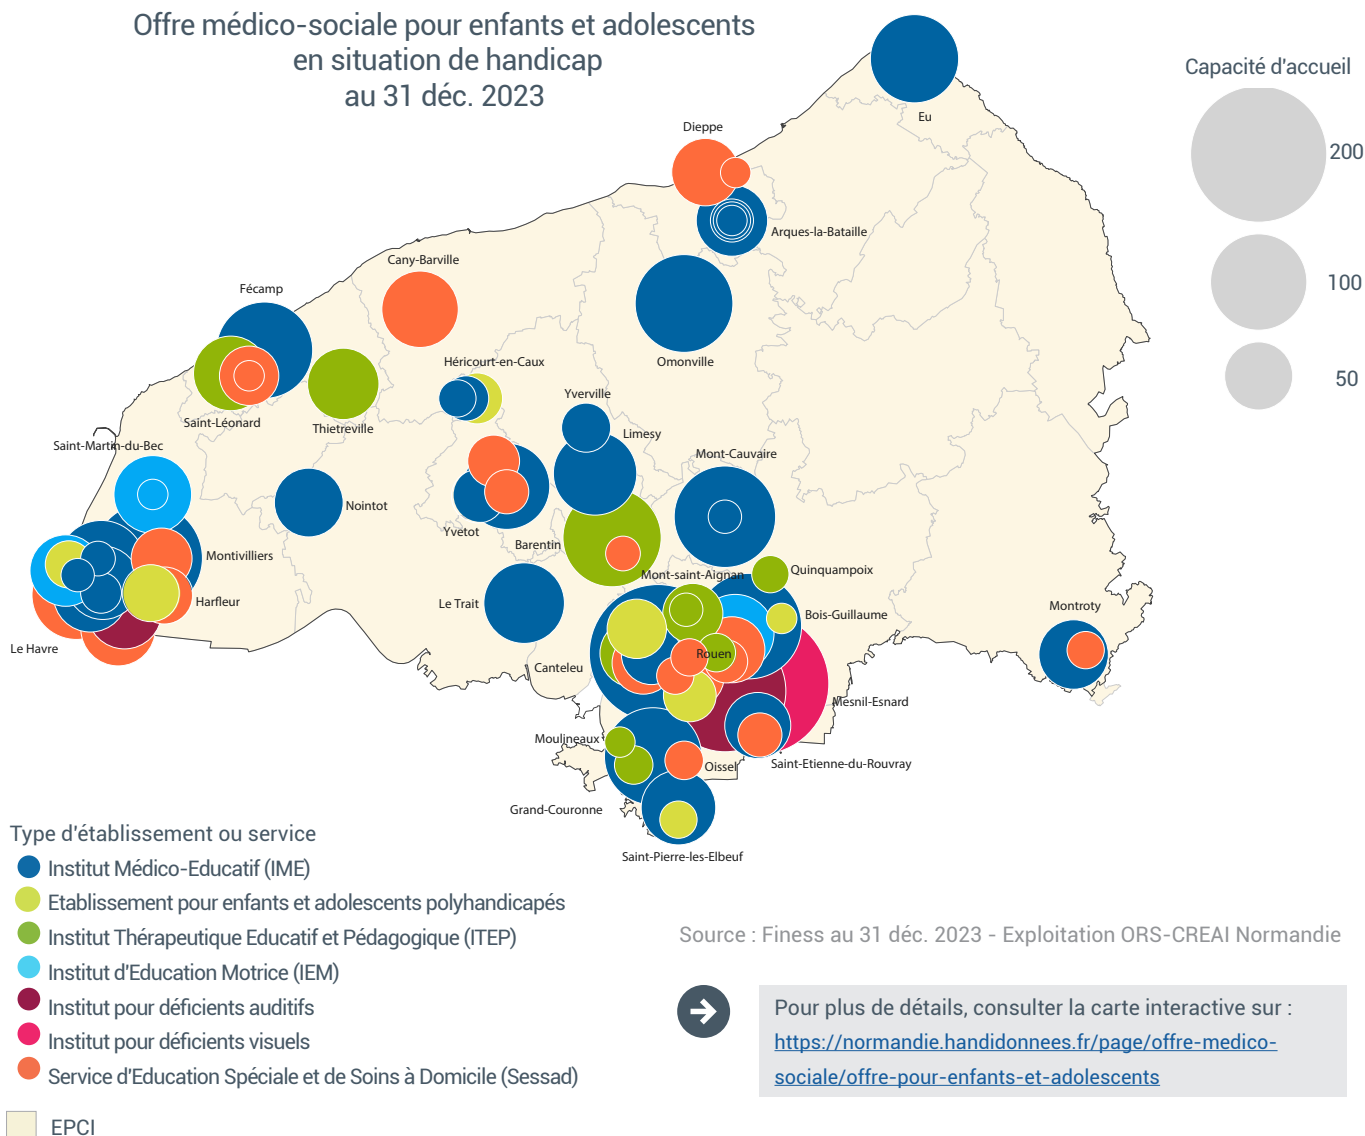 Offre médico-sociale pour enfants et adolescents
en situation de handicap
au 31 déc. 2023
Capacité d'accueil
200
100
50
Eu
Dieppe
Arques-la-Bataille
Cany-Barville
Fécamp
Omonville
Héricourt-en-Caux
Saint-Léonard
Thietreville
Yverville
Limesy
Saint-Martin-du-Bec
Mont-Cauvaire
Nointot
Yvetot
Barentin
Montivilliers
Mont-saint-Aignan
Quinquampoix
Harfleur
Le Trait
Bois-Guillaume
Montroty
Le Havre
Rouen
Canteleu
Mesnil-Esnard
Moulineaux
Oissel
Saint-Etienne-du-Rouvray
Grand-Couronne
Saint-Pierre-les-Elbeuf
Type d'établissement ou service
Institut Médico-Educatif (IME)
Etablissement pour enfants et adolescents polyhandicapés
Institut Thérapeutique Educatif et Pédagogique (ITEP)
Institut d'Education Motrice (IEM)
Institut pour déficients auditifs
Institut pour déficients visuels
Service d'Education Spéciale et de Soins à Domicile (Sessad)
EPCI
Source : Finess au 31 déc. 2023 - Exploitation ORS-CREAI Normandie
Pour plus de détails, consulter la carte interactive sur :
https://normandie.handidonnees.fr/page/offre-medico-
sociale/offre-pour-enfants-et-adolescents